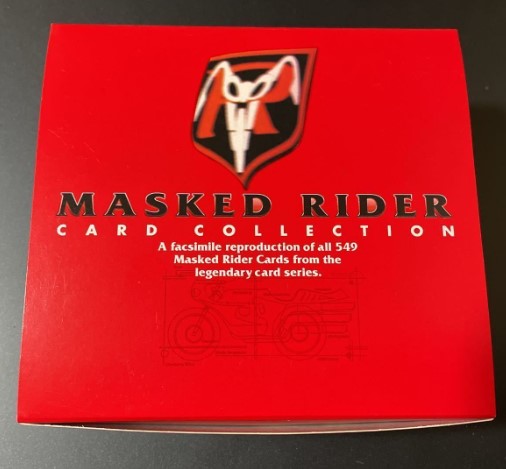 MASKED RIDER
CARD COLLECTION
A facsimile reproduction of all 549
Masked Rider Cards from the
legendary card series.